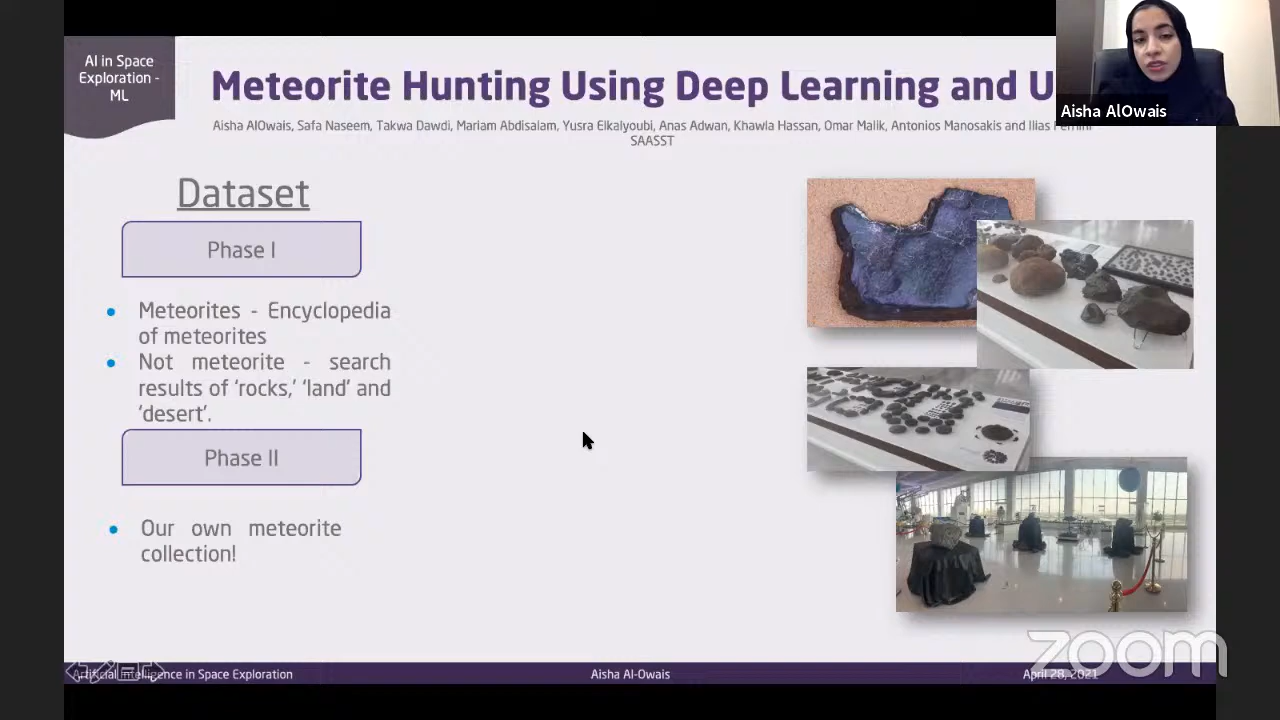 AI in Space
Exploration -
ML
Meteorite Hunting Using Deep Learning and U
Aisha AlOwais
Aisha AlOwais, Safa Naseem, Takwa Dawdi, Mariam Abdisalam, Yusra Elkalyoubi, Anas Adwan, Khawla Hassan, Omar Malik, Antonios Manosakis and Ilias Fernini
SAASST
Dataset
Phase I
• Meteorites - Encyclopedia
of meteorites
• Not meteorite - search
results of ‘rocks,’ ‘land’ and
‘desert’.
Phase II
• Our own meteorite
collection!
zoom
Artificial Intelligence in Space Exploration
Aisha Al-Owais
April 28, 2021